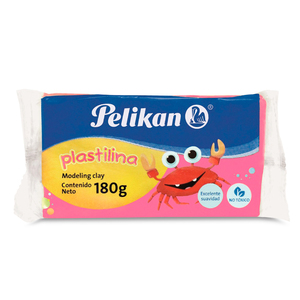 Pelikan
plastilina
Modeling clay
Contenido
Neto 180g
Excelente
suavidad
NO TÓXICO